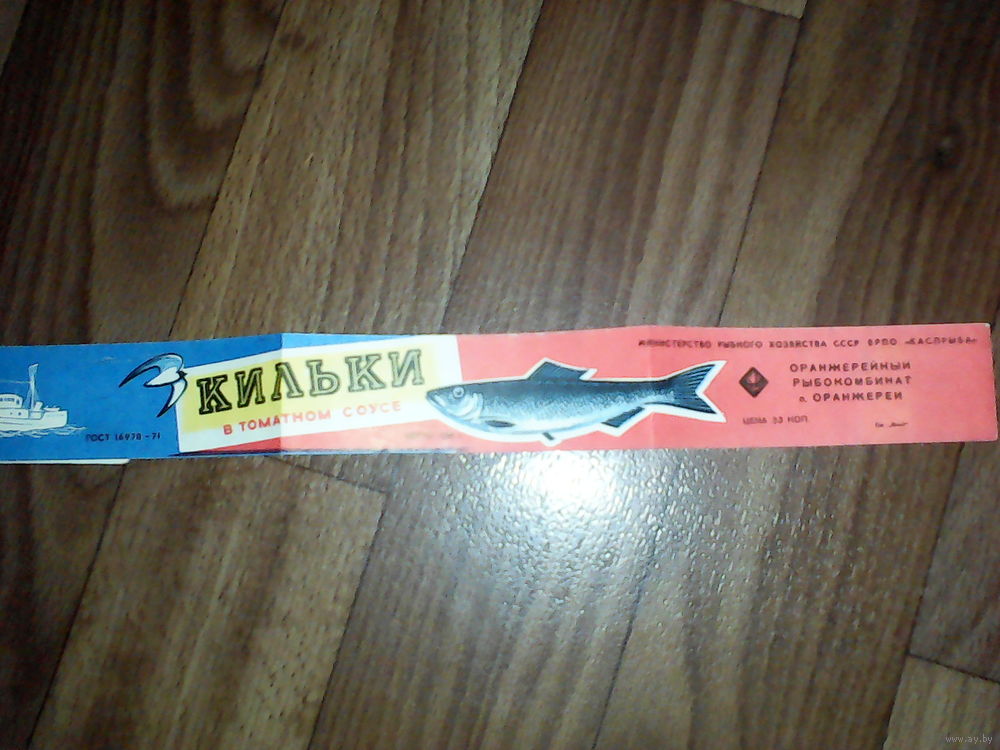 КИЛЬКИ
В ТОМАТНОМ СОУСЕ
ГОСТ 16978-71
МИНИСТЕРСТВО РЫБНОГО ХОЗЯЙСТВА СССР ВРПО «КАСПРЫБА»
ОРАНЖЕРЕЙНЫЙ
РЫБОКОМБИНАТ
п. ОРАНЖЕРЕИ
ЦЕНА 33 КОП.
www.ay.by